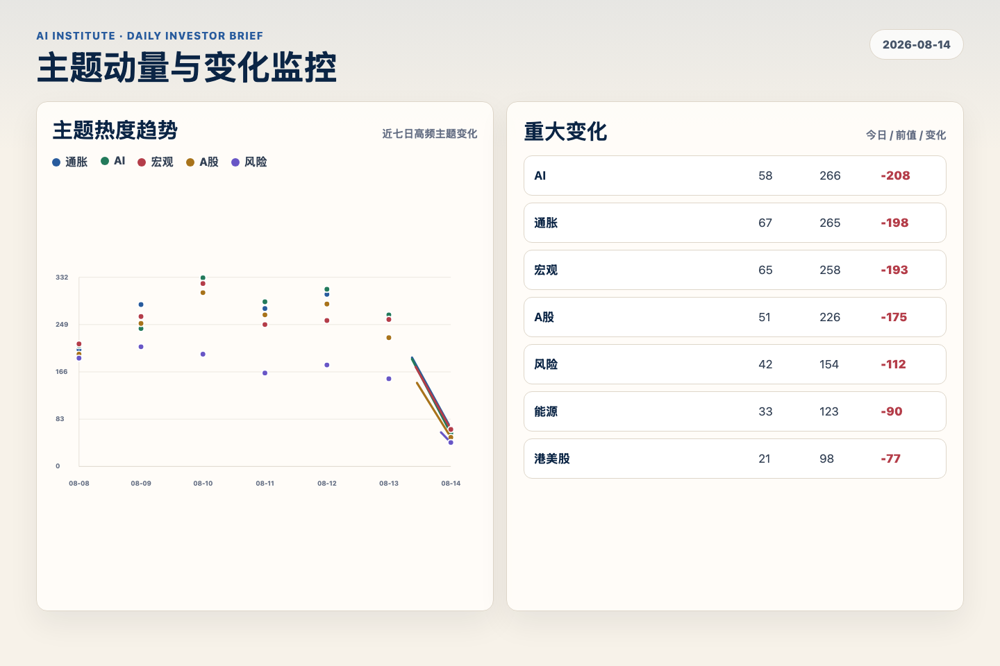 AI INSTITUTE · DAILY INVESTOR BRIEF
主题动量与变化监控
2026-08-14
主题热度趋势
近七日高频主题变化
通胀 AI 宏观 A股 风险
332
249
166
83
0
08-08 08-09 08-10 08-11 08-12 08-13 08-14
重大变化
今日 / 前值 / 变化
AI 58 266 -208
通胀 67 265 -198
宏观 65 258 -193
A股 51 226 -175
风险 42 154 -112
能源 33 123 -90
港美股 21 98 -77